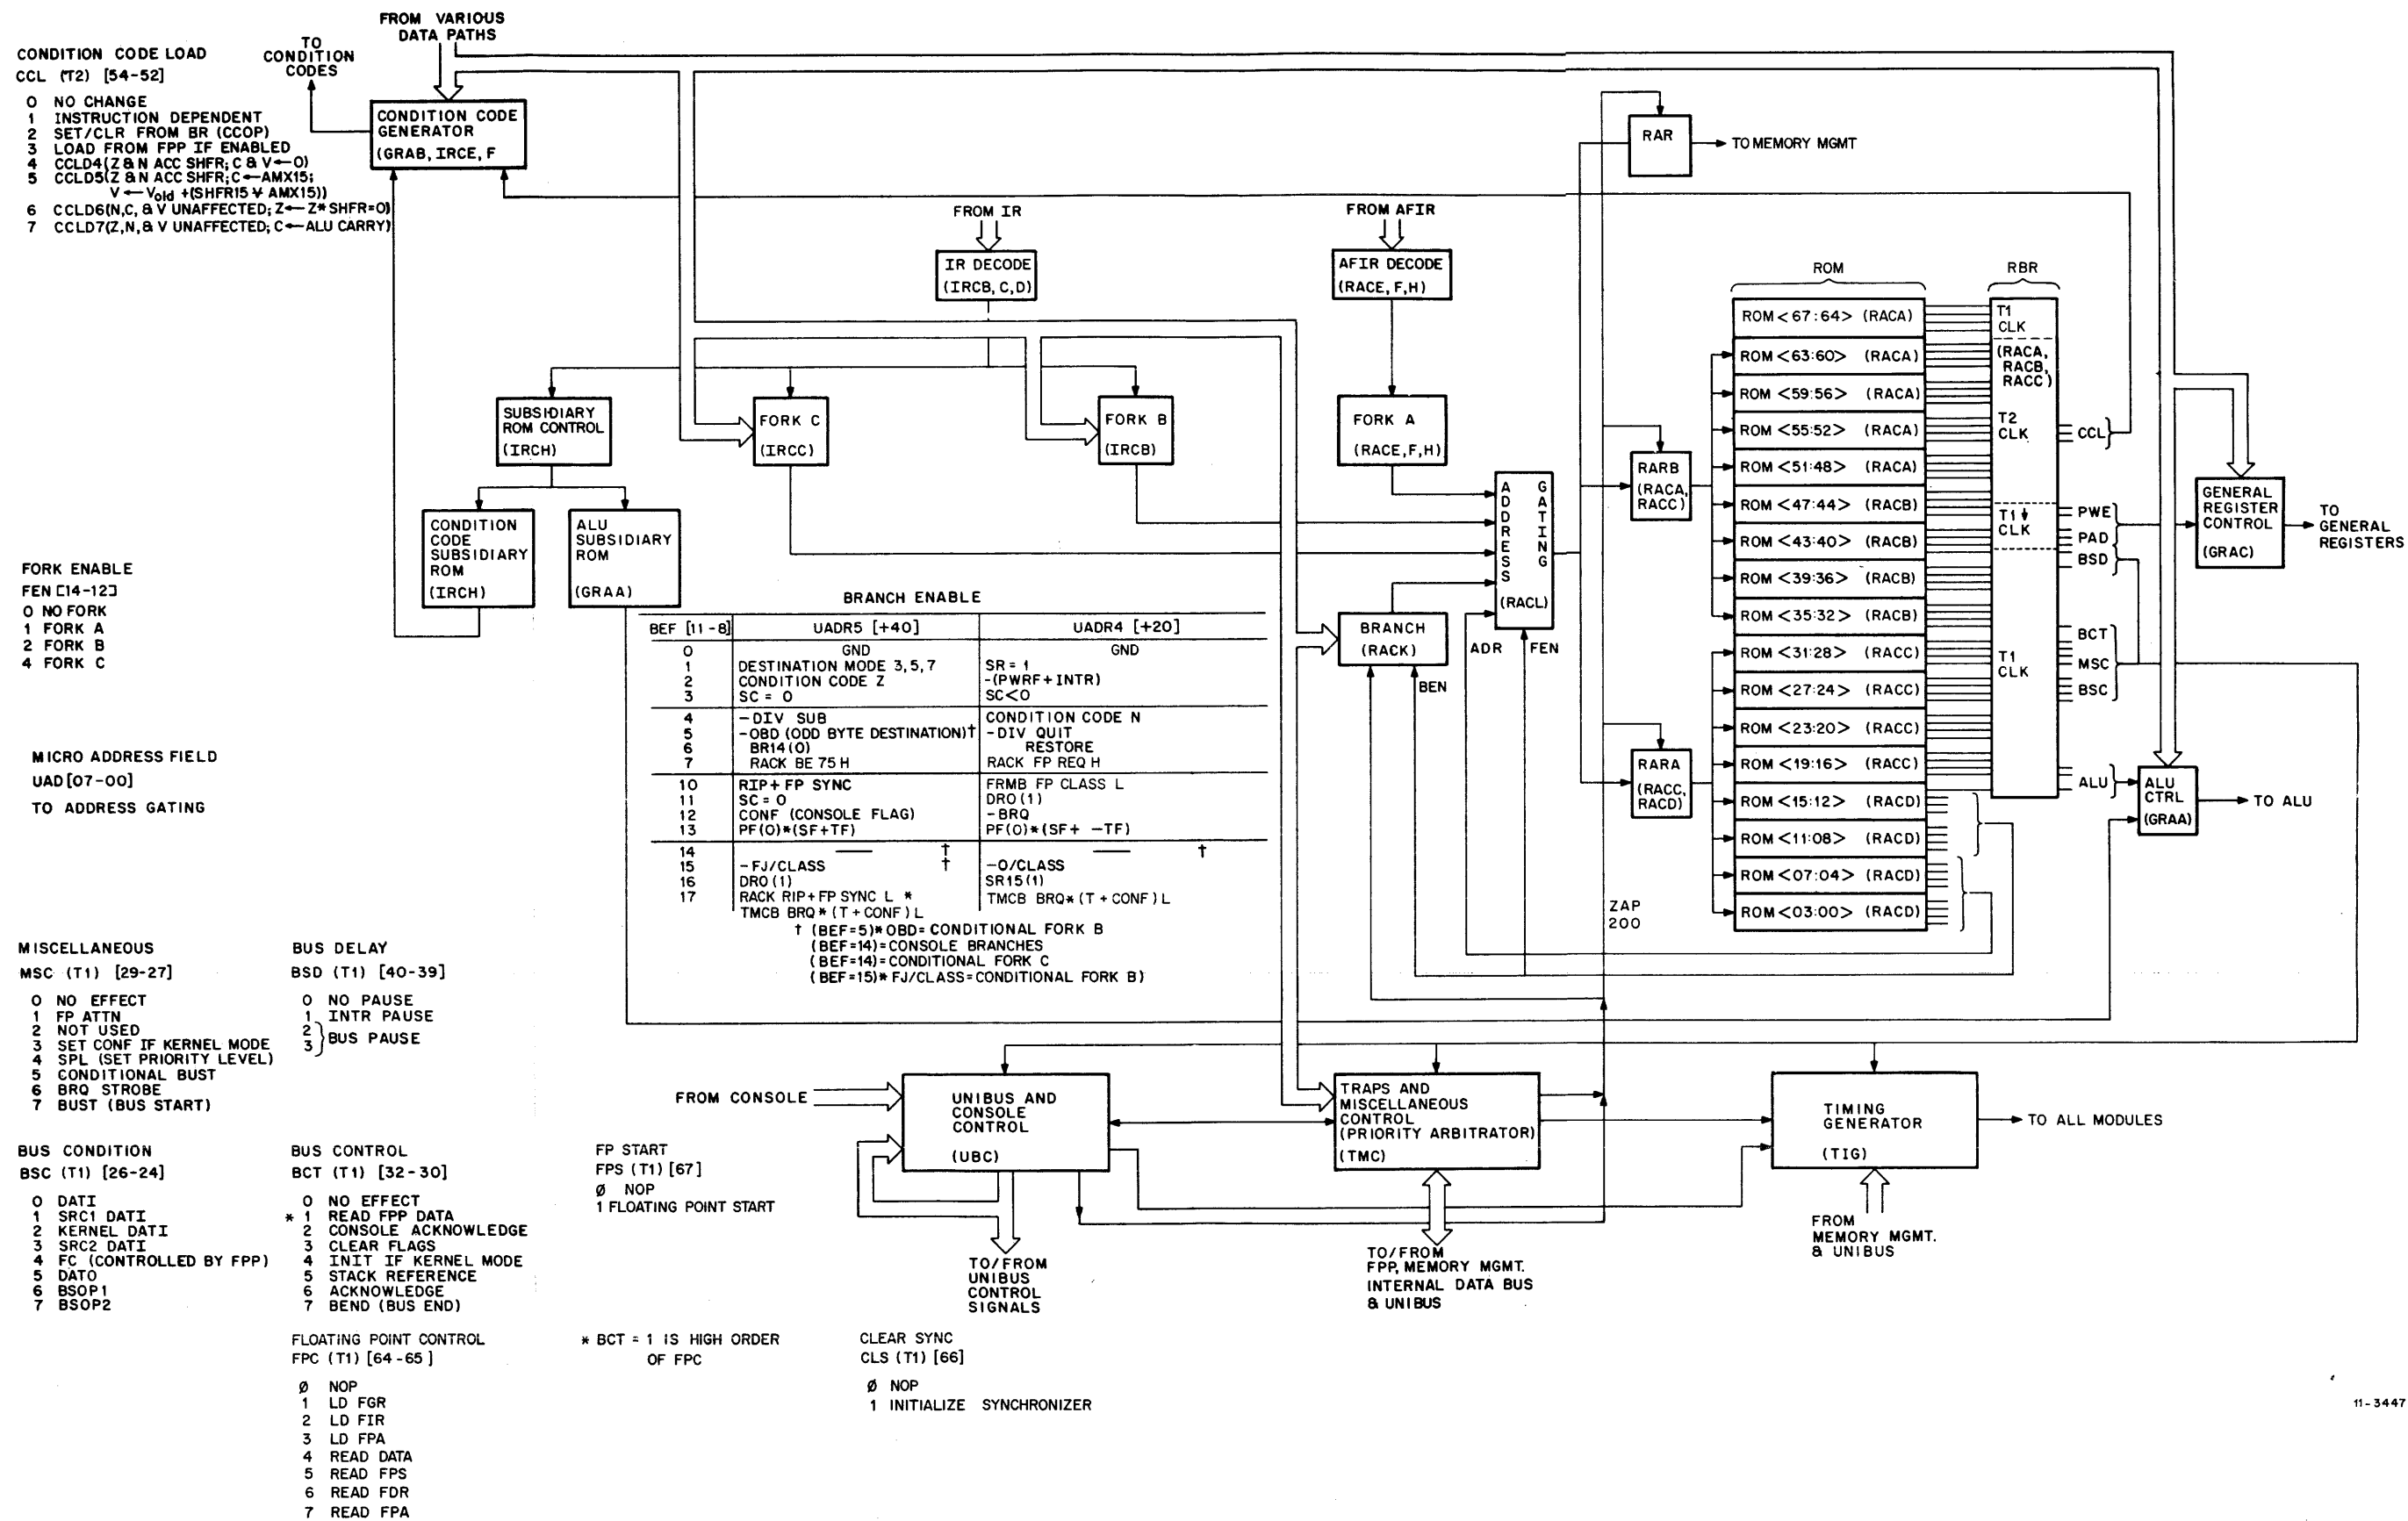 FROM VARIOUS
DATA PATHS
TO
CONDITION
CODES
CONDITION CODE LOAD
CCL (T2) [54-52]
0 NO CHANGE
1 INSTRUCTION DEPENDENT
2 SET/CLR FROM BR (CCOP)
3 LOAD FROM FPP IF ENABLED
4 CCLD4(Z & N ACC SHFR; C & V←0)
5 CCLD5(Z & N ACC SHFR; C←AMX15;
V←Vold +(SHFR15 ⊻ AMX15))
6 CCLD6(N,C, & V UNAFFECTED; Z←Z* SHFR=0)
7 CCLD7(Z,N, & V UNAFFECTED; C←ALU CARRY)
CONDITION CODE
GENERATOR
(GRAB, IRCE, F
RAR
TO MEMORY MGMT
FROM IR
FROM AFIR
IR DECODE
(IRCB, C, D)
AFIR DECODE
(RACE, F, H)
SUBSIDIARY
ROM CONTROL
(IRCH)
FORK C
(IRCC)
FORK B
(IRCB)
FORK A
(RACE,F,H)
CONDITION
CODE
SUBSIDIARY
ROM
(IRCH)
ALU
SUBSIDIARY
ROM
(GRAA)
ADDRESS
GATING
(RACL)
RARB
(RACA,
RACC)
RARA
(RACC,
RACD)
ROM
RBR
ROM <67:64> (RACA)
ROM <63:60> (RACA)
ROM <59:56> (RACA)
ROM <55:52> (RACA)
ROM <51:48> (RACA)
ROM <47:44> (RACB)
ROM <43:40> (RACB)
ROM <39:36> (RACB)
ROM <35:32> (RACB)
ROM <31:28> (RACC)
ROM <27:24> (RACC)
ROM <23:20> (RACC)
ROM <19:16> (RACC)
ROM <15:12> (RACD)
ROM <11:08> (RACD)
ROM <07:04> (RACD)
ROM <03:00> (RACD)
T1
CLK
(RACA,
RACB,
RACC)
T2
CLK
T1↓
CLK
T1
CLK
CCL
PWE
PAD
BSD
BCT
MSC
BSC
ALU
GENERAL
REGISTER
CONTROL
(GRAC)
TO
GENERAL
REGISTERS
ALU
CTRL
(GRAA)
TO ALU
BRANCH
(RACK)
ADR
FEN
BEN
ZAP
200
FORK ENABLE
FEN [14-12]
0 NO FORK
1 FORK A
2 FORK B
4 FORK C
MICRO ADDRESS FIELD
UAD [07-00]
TO ADDRESS GATING
BRANCH ENABLE
BEF [11-8] UADR5 [+40] UADR4 [+20]
0 GND GND
1 DESTINATION MODE 3,5,7 SR = 1
2 CONDITION CODE Z -(PWRF+INTR)
3 SC = 0 SC<0
4 -DIV SUB CONDITION CODE N
5 -OBD (ODD BYTE DESTINATION)† -DIV QUIT
6 BR14(0) RESTORE
7 RACK BE 75 H RACK FP REQ H
10 RIP+ FP SYNC FRMB FP CLASS L
11 SC = 0 DRO(1)
12 CONF (CONSOLE FLAG) -BRQ
13 PF(0)*(SF+TF) PF(0)*(SF+ -TF)
14 — † — †
15 -FJ/CLASS † -O/CLASS
16 DRO(1) SR15(1)
17 RACK RIP+FP SYNC L * TMCB BRQ*(T + CONF) L
TMCB BRQ * (T + CONF) L
† (BEF=5)*OBD= CONDITIONAL FORK B
(BEF=14)=CONSOLE BRANCHES
(BEF=14)=CONDITIONAL FORK C
(BEF=15)* FJ/CLASS=CONDITIONAL FORK B)
MISCELLANEOUS
MSC (T1) [29-27]
0 NO EFFECT
1 FP ATTN
2 NOT USED
3 SET CONF IF KERNEL MODE
4 SPL (SET PRIORITY LEVEL)
5 CONDITIONAL BUST
6 BRQ STROBE
7 BUST (BUS START)
BUS DELAY
BSD (T1) [40-39]
0 NO PAUSE
1 INTR PAUSE
2
3 BUS PAUSE
BUS CONDITION
BSC (T1) [26-24]
0 DATI
1 SRC1 DATI
2 KERNEL DATI
3 SRC2 DATI
4 FC (CONTROLLED BY FPP)
5 DATO
6 BSOP1
7 BSOP2
BUS CONTROL
BCT (T1) [32-30]
0 NO EFFECT
* 1 READ FPP DATA
2 CONSOLE ACKNOWLEDGE
3 CLEAR FLAGS
4 INIT IF KERNEL MODE
5 STACK REFERENCE
6 ACKNOWLEDGE
7 BEND (BUS END)
FP START
FPS (T1) [67]
Ø NOP
1 FLOATING POINT START
FROM CONSOLE
UNIBUS AND
CONSOLE
CONTROL
(UBC)
TRAPS AND
MISCELLANEOUS
CONTROL
(PRIORITY ARBITRATOR)
(TMC)
TIMING
GENERATOR
(TIG)
TO ALL MODULES
TO/FROM
UNIBUS
CONTROL
SIGNALS
TO/FROM
FPP, MEMORY MGMT.
INTERNAL DATA BUS
& UNIBUS
FROM
MEMORY MGMT.
& UNIBUS
FLOATING POINT CONTROL
FPC (T1) [64-65]
Ø NOP
1 LD FGR
2 LD FIR
3 LD FPA
4 READ DATA
5 READ FPS
6 READ FDR
7 READ FPA
* BCT = 1 IS HIGH ORDER
OF FPC
CLEAR SYNC
CLS (T1) [66]
Ø NOP
1 INITIALIZE SYNCHRONIZER
11-3447